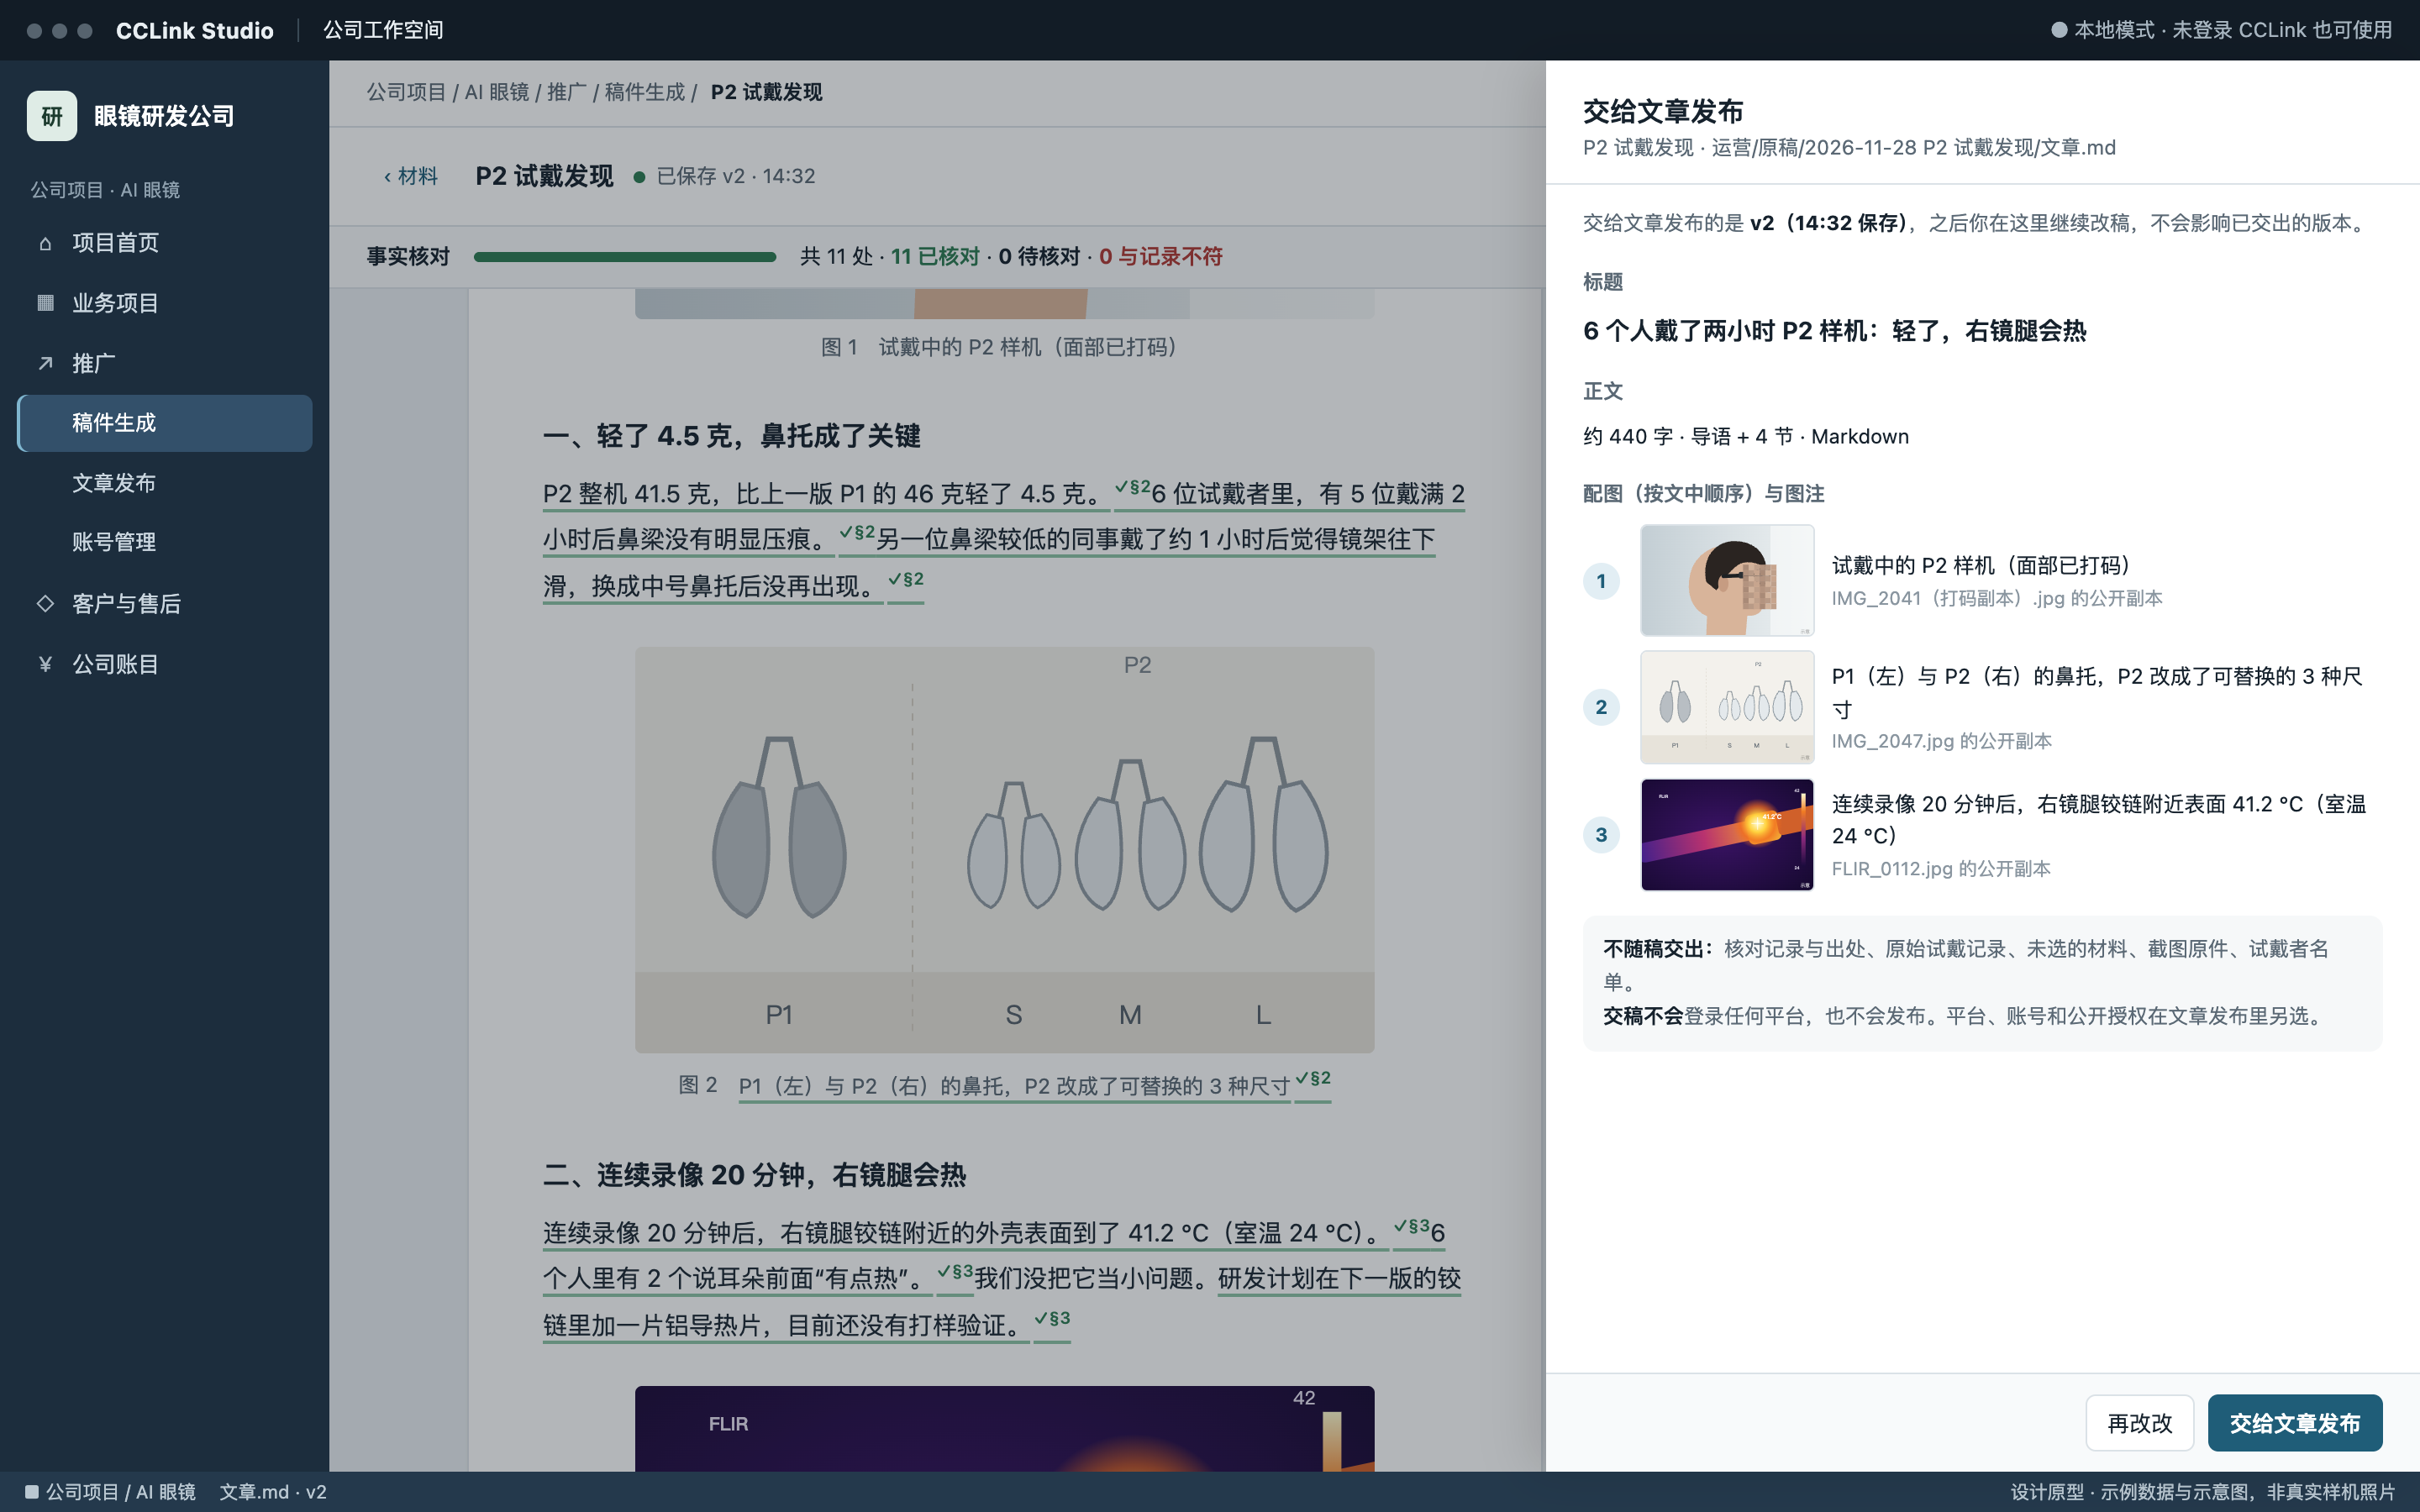 CCLink Studio
公司工作空间
本地模式 · 未登录 CCLink 也可使用
研
眼镜研发公司
公司项目 · AI 眼镜
项目首页
业务项目
推广
稿件生成
文章发布
账号管理
客户与售后
¥ 公司账目
公司项目 / AI 眼镜 / 推广 / 稿件生成 / P2 试戴发现
‹ 材料
P2 试戴发现
已保存 v2 · 14:32
事实核对
共 11 处 · 11 已核对 · 0 待核对 · 0 与记录不符
图 1 试戴中的 P2 样机（面部已打码）
一、轻了 4.5 克，鼻托成了关键
P2 整机 41.5 克，比上一版 P1 的 46 克轻了 4.5 克。✓§26 位试戴者里，有 5 位戴满 2
小时后鼻梁没有明显压痕。✓§2另一位鼻梁较低的同事戴了约 1 小时后觉得镜架往下
滑，换成中号鼻托后没再出现。✓§2
P2
P1
S
M
L
图 2 P1（左）与 P2（右）的鼻托，P2 改成了可替换的 3 种尺寸✓§2
二、连续录像 20 分钟，右镜腿会热
连续录像 20 分钟后，右镜腿铰链附近的外壳表面到了 41.2 °C（室温 24 °C）。✓§36
个人里有 2 个说耳朵前面“有点热”。✓§3我们没把它当小问题。研发计划在下一版的铰
链里加一片铝导热片，目前还没有打样验证。✓§3
FLIR
42
交给文章发布
P2 试戴发现 · 运营/原稿/2026-11-28 P2 试戴发现/文章.md
交给文章发布的是 v2（14:32 保存），之后你在这里继续改稿，不会影响已交出的版本。
标题
6 个人戴了两小时 P2 样机：轻了，右镜腿会热
正文
约 440 字 · 导语 + 4 节 · Markdown
配图（按文中顺序）与图注
1
示意
试戴中的 P2 样机（面部已打码）
IMG_2041（打码副本）.jpg 的公开副本
2
P2
P1
S
M
L
示意
P1（左）与 P2（右）的鼻托，P2 改成了可替换的 3 种尺
寸
IMG_2047.jpg 的公开副本
3
FLIR
42
41.2°C
24
示意
连续录像 20 分钟后，右镜腿铰链附近表面 41.2 °C（室温
24 °C）
FLIR_0112.jpg 的公开副本
不随稿交出：核对记录与出处、原始试戴记录、未选的材料、截图原件、试戴者名
单。
交稿不会登录任何平台，也不会发布。平台、账号和公开授权在文章发布里另选。
再改改
交给文章发布
公司项目 / AI 眼镜
文章.md · v2
设计原型 · 示例数据与示意图，非真实样机照片